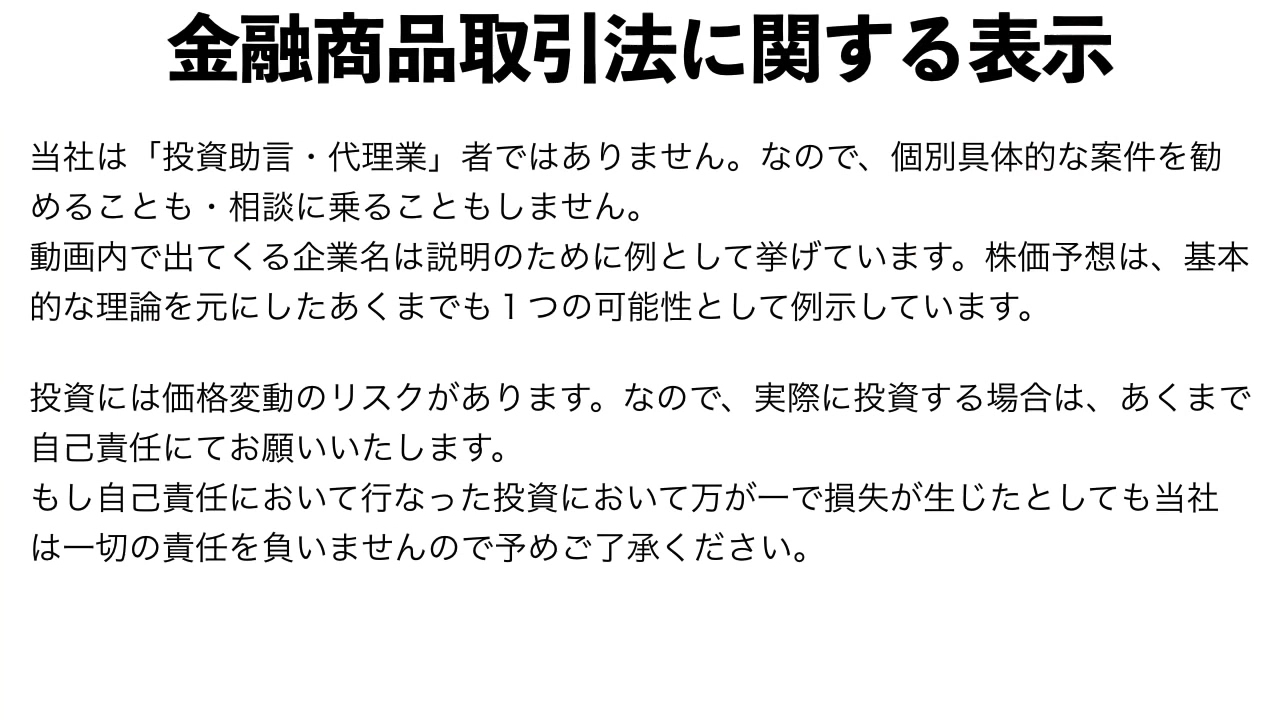 金融商品取引法に関する表示
当社は「投資助言・代理業」者ではありません。なので、個別具体的な案件を勧
めることも・相談に乗ることもしません。
動画内で出てくる企業名は説明のために例として挙げています。株価予想は、基本
的な理論を元にしたあくまでも１つの可能性として例示しています。
投資には価格変動のリスクがあります。なので、実際に投資する場合は、あくまで
自己責任にてお願いいたします。
もし自己責任において行なった投資において万が一で損失が生じたとしても当社
は一切の責任を負いませんので予めご了承ください。